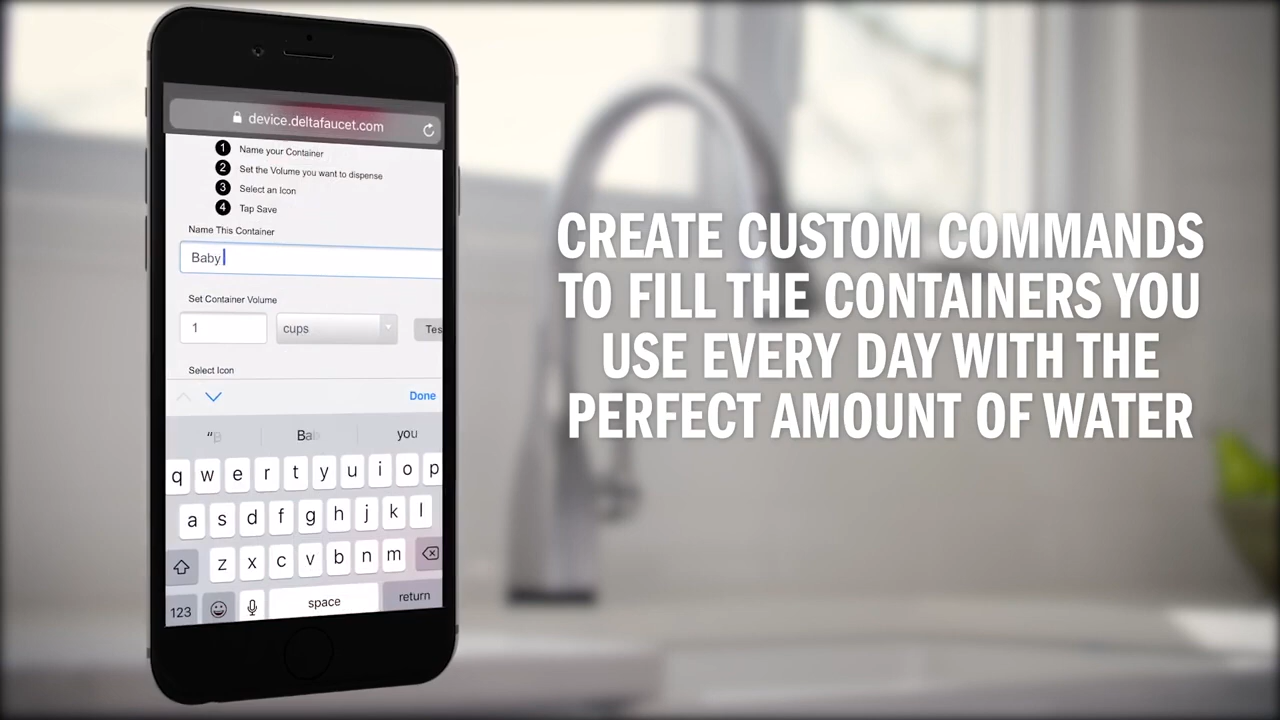 device.deltafaucet.com
1 Name your Container
2 Set the Volume you want to dispense
3 Select an Icon
4 Tap Save
Name This Container
Baby
Set Container Volume
1 cups Tes
Select Icon
Done
you
q w e r t y u i o p
a s d f g h j k l
z x c v b n m
123 space return
CREATE CUSTOM COMMANDS
TO FILL THE CONTAINERS YOU
USE EVERY DAY WITH THE
PERFECT AMOUNT OF WATER